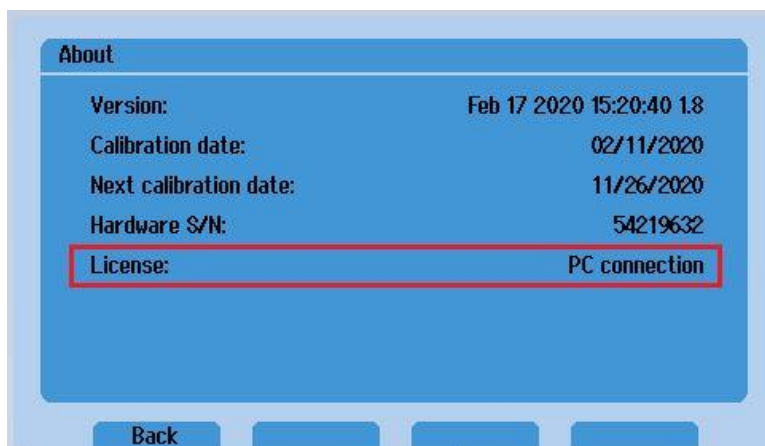 About
Version: Feb 17 2020 15:20:40 1.8
Calibration date: 02/11/2020
Next calibration date: 11/26/2020
Hardware S/N: 54219632
License: PC connection
Back